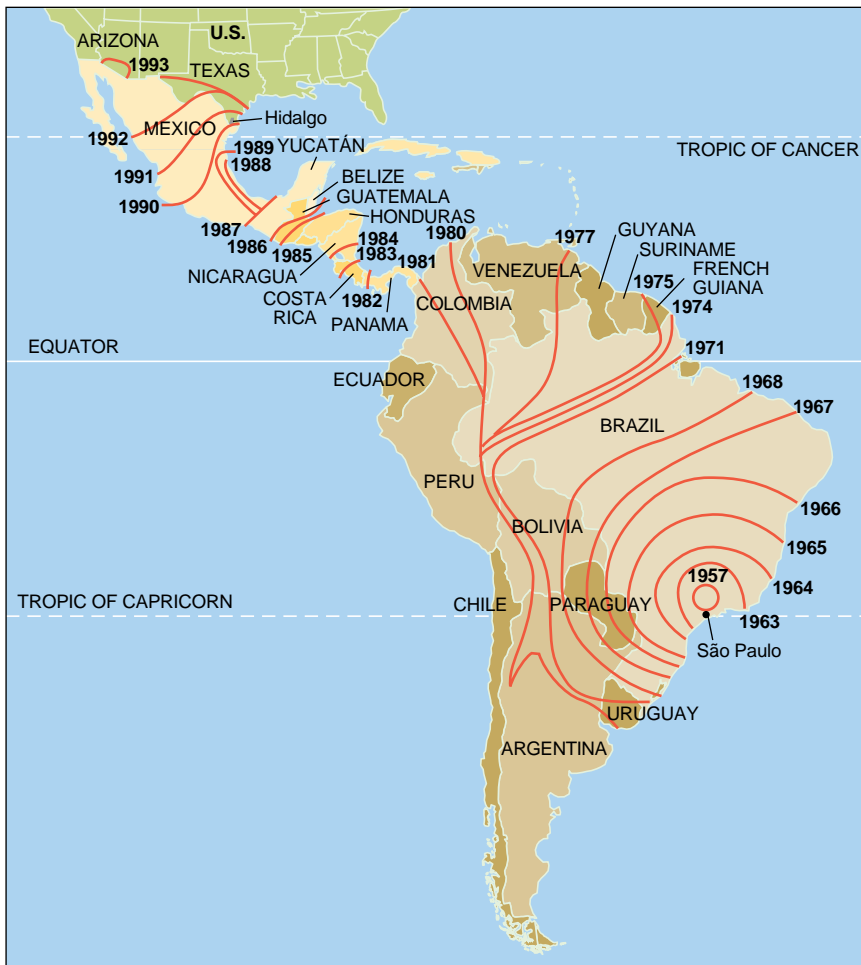 U.S.
ARIZONA
1993
TEXAS
Hidalgo
1992
MEXICO
1989
YUCATÁN
TROPIC OF CANCER
1988
1991
BELIZE
GUATEMALA
1990
HONDURAS
1987
1986
1985
1984
1980
1977
GUYANA
1983
SURINAME
NICARAGUA
1981
VENEZUELA
1975
FRENCH
GUIANA
COSTA
RICA
1982
COLOMBIA
1974
PANAMA
EQUATOR
1971
ECUADOR
1968
1967
BRAZIL
PERU
1966
BOLIVIA
1965
1957
1964
TROPIC OF CAPRICORN
CHILE
PARAGUAY
1963
São Paulo
URUGUAY
ARGENTINA